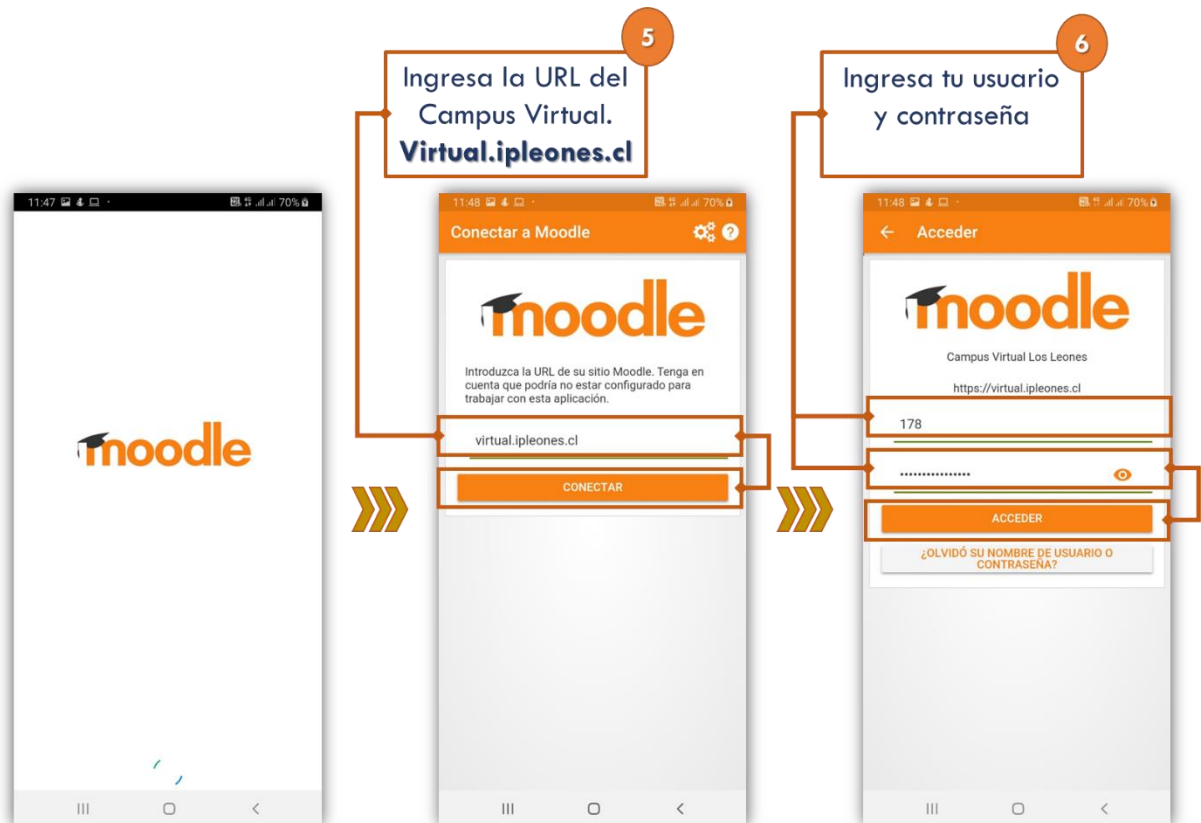 5
Ingresa la URL del
Campus Virtual.
Virtual.ipleones.cl
6
Ingresa tu usuario
y contraseña
11:47
70%
moodle
11:48
70%
Conectar a Moodle
moodle
Introduzca la URL de su sitio Moodle. Tenga en
cuenta que podría no estar configurado para
trabajar con esta aplicación.
virtual.ipleones.cl
CONECTAR
11:48
70%
Acceder
moodle
Campus Virtual Los Leones
https://virtual.ipleones.cl
178
................
ACCEDER
¿OLVIDÓ SU NOMBRE DE USUARIO O
CONTRASEÑA?